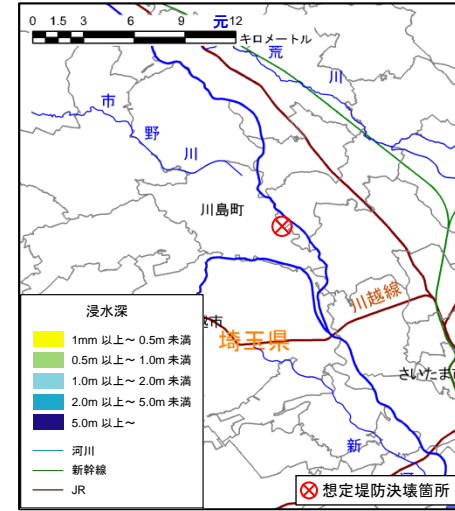 元
0 1.5 3 6 9 12
キロメートル
荒
川
市
野
川
川島町
川越線
越市
埼玉県
さいたま市
新
浸水深
1mm 以上~ 0.5m 未満
0.5m 以上~ 1.0m 未満
1.0m 以上~ 2.0m 未満
2.0m 以上~ 5.0m 未満
5.0m 以上~
河川
新幹線
JR
想定堤防決壊箇所